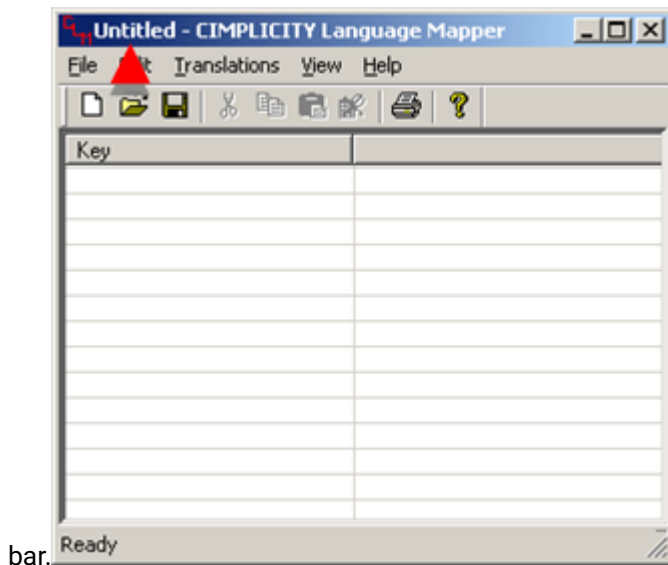 Untitled - CIMPLICITY Language Mapper
File Translations View Help
Key
bar. Ready